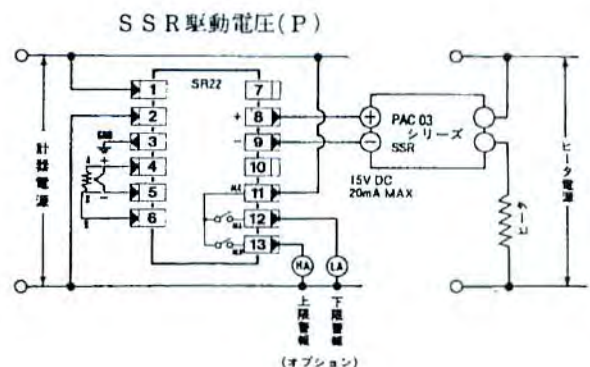 SSR駆動電圧(P)
計器電源
SR22
1
2
3
4
5
6
7
8
9
10
11
12
13
+
−
+
−
PAC 03
シリーズ
SSR
15V DC
20mA MAX
ヒータ
ヒータ電源
HA
LA
上限警報
下限警報
(オプション)